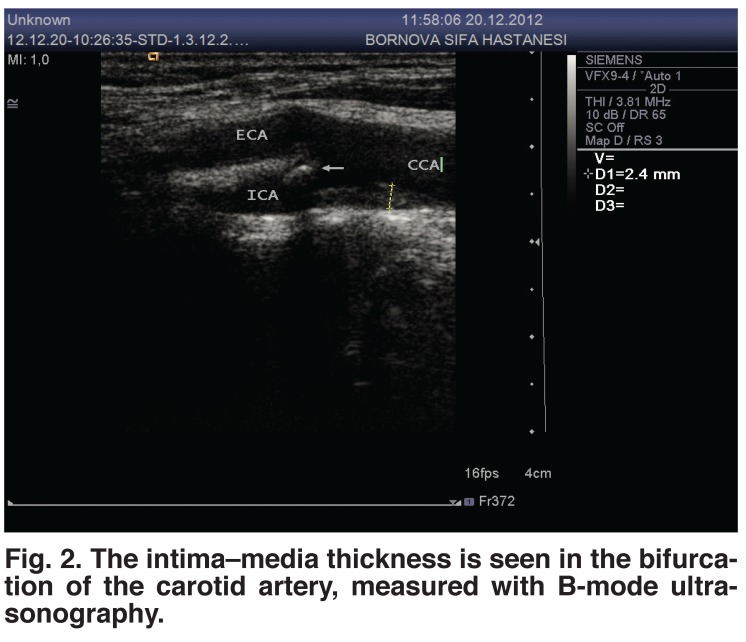 Unknown
11:58:06 20.12.2012
12.12.20-10:26:35-STD-1.3.12.2....
BORNOVA SIFA HASTANESI
MI: 1,0
SIEMENS
VFX9-4 / *Auto 1
2D
THI / 3.81 MHz
10 dB / DR 65
SC Off
Map D / RS 3
V=
D1=2.4 mm
D2=
D3=
ECA
CCA
ICA
16fps 4cm
1 Fr372
Fig. 2. The intima–media thickness is seen in the bifurca-
tion of the carotid artery, measured with B-mode ultra-
sonography.